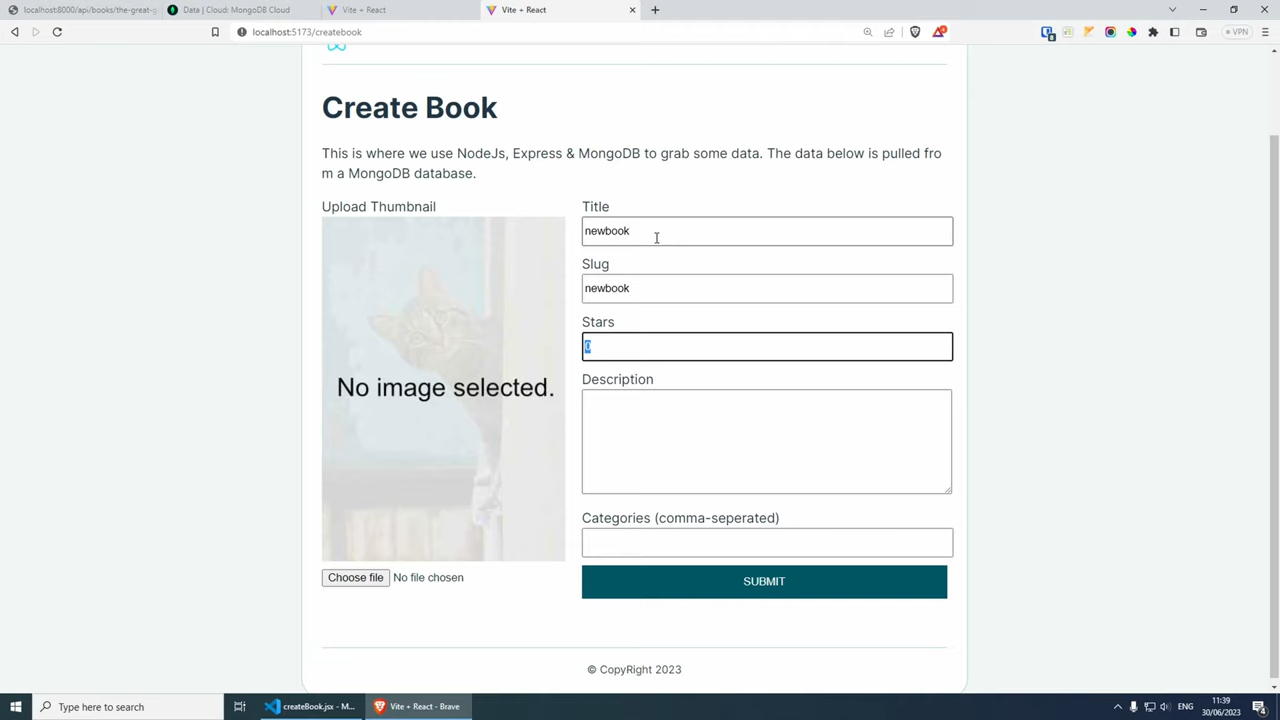 localhost:8000/api/books/the-great-g
Data | Cloud: MongoDB Cloud
Vite + React
Vite + React
localhost:5173/createbook
VPN
Create Book
This is where we use NodeJs, Express & MongoDB to grab some data. The data below is pulled fro
m a MongoDB database.
Upload Thumbnail
No image selected.
Choose file No file chosen
Title
newbook
Slug
newbook
Stars
0
Description
Categories (comma-seperated)
SUBMIT
© CopyRight 2023
Type here to search
createBook.jsx - M...
Vite + React - Brave
ENG
11:39
30/06/2023
4